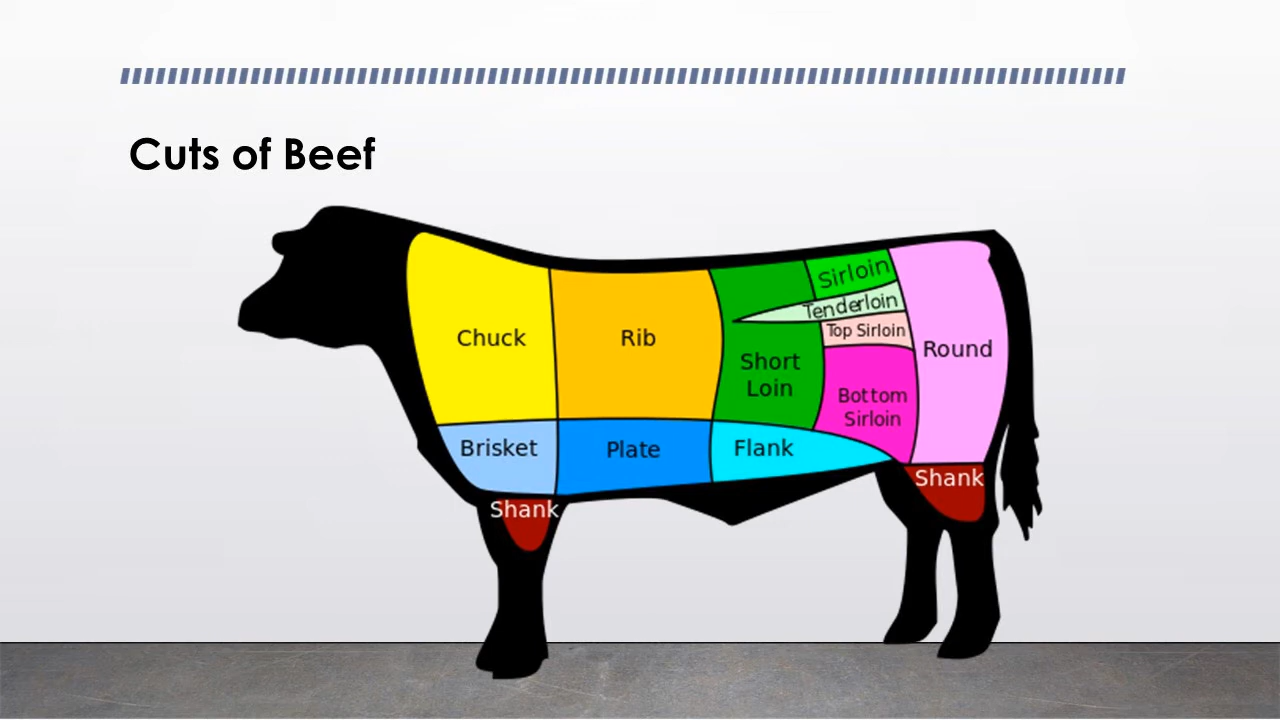 Cuts of Beef
Sirloin
Tenderloin
Top Sirloin
Chuck
Rib
Short
Loin
Round
Bottom
Sirloin
Brisket
Plate
Flank
Shank
Shank